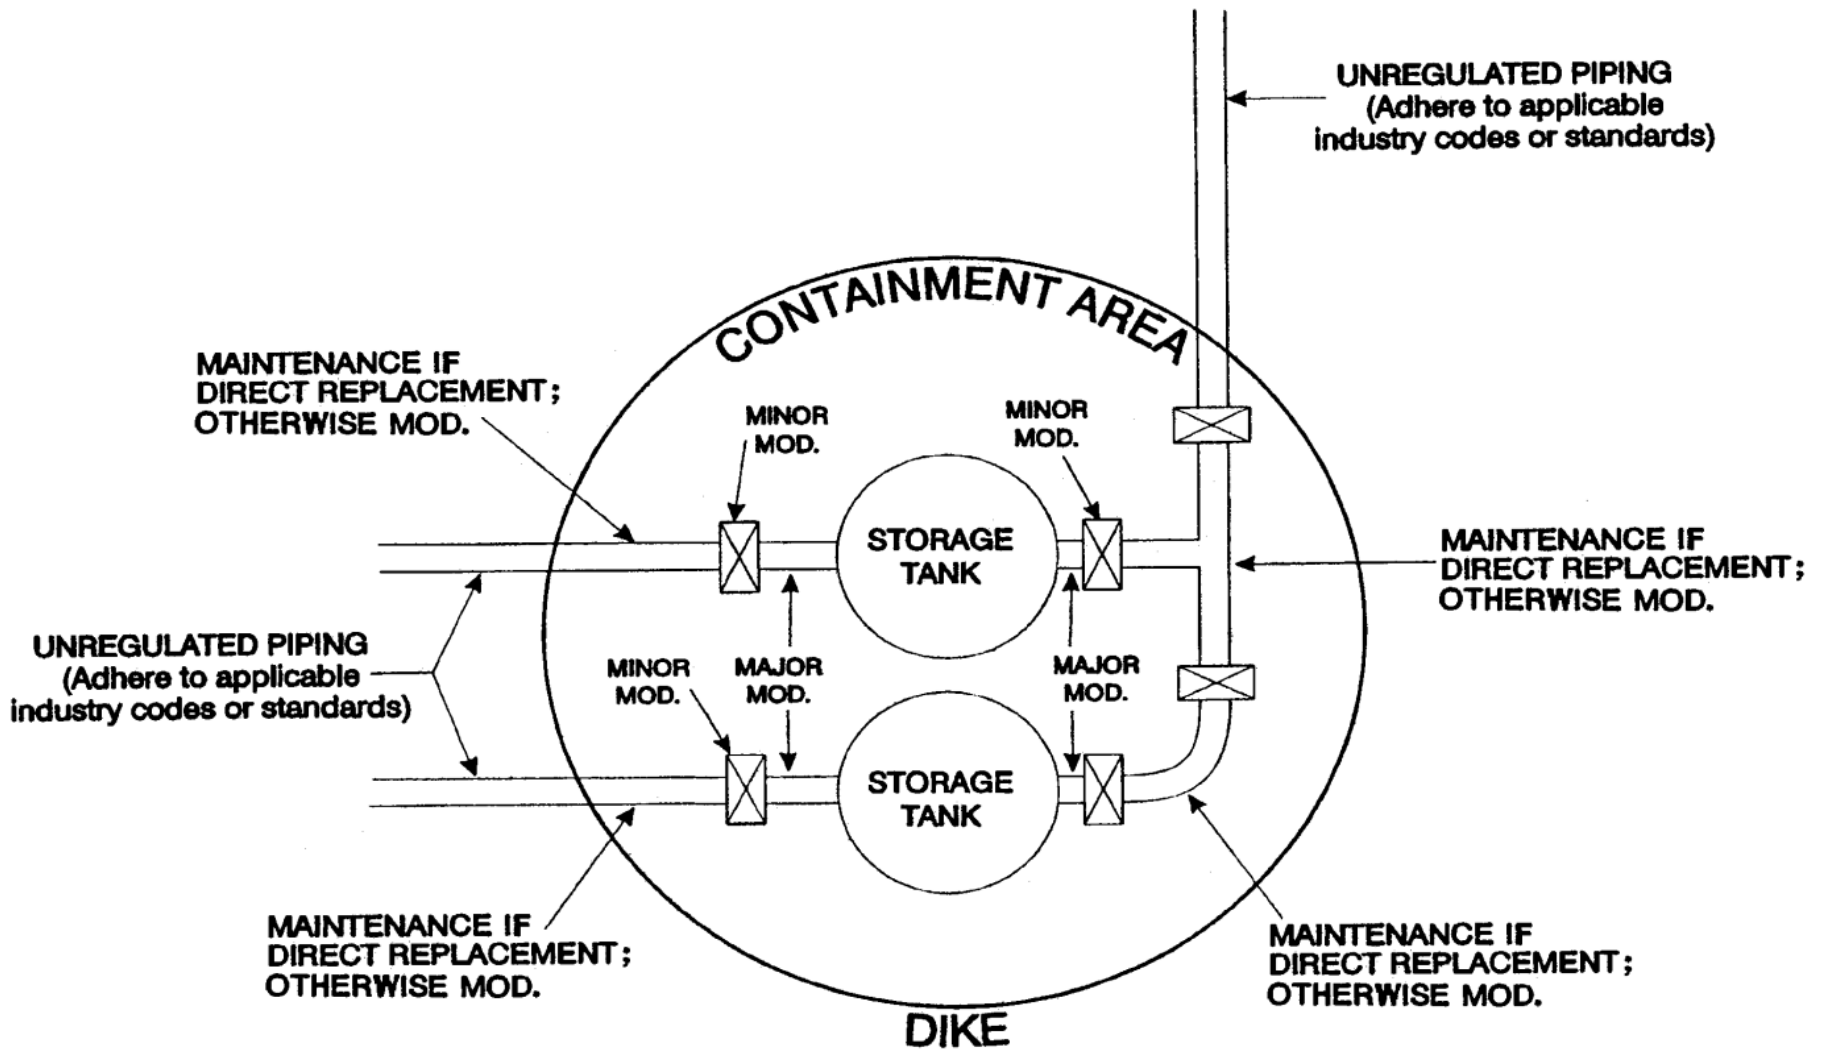 UNREGULATED PIPING
(Adhere to applicable
industry codes or standards)
CONTAINMENT AREA
MAINTENANCE IF
DIRECT REPLACEMENT;
OTHERWISE MOD.
MINOR
MOD.
MINOR
MOD.
STORAGE
TANK
MAINTENANCE IF
DIRECT REPLACEMENT;
OTHERWISE MOD.
UNREGULATED PIPING
(Adhere to applicable
industry codes or standards)
MINOR
MOD.
MAJOR
MOD.
MAJOR
MOD.
STORAGE
TANK
MAINTENANCE IF
DIRECT REPLACEMENT;
OTHERWISE MOD.
MAINTENANCE IF
DIRECT REPLACEMENT;
OTHERWISE MOD.
DIKE